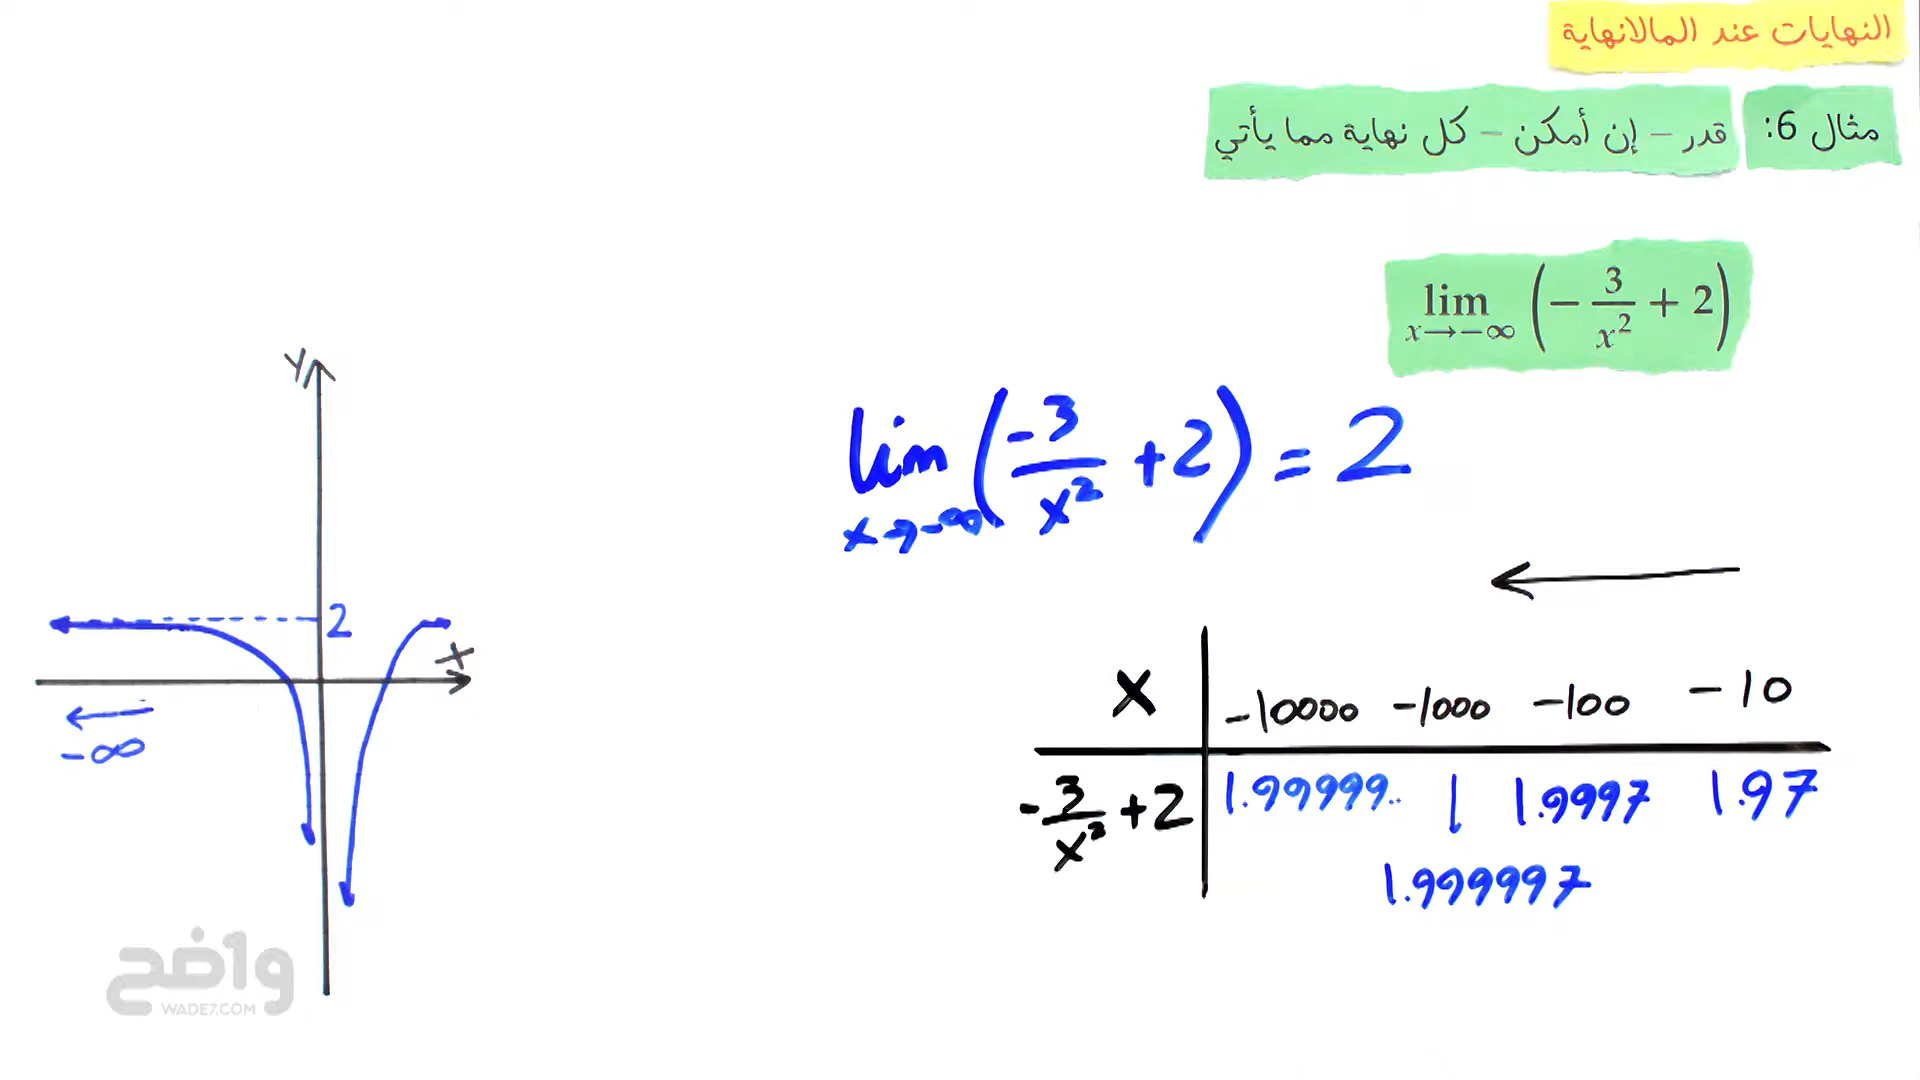 النهايات عند المالانهاية
مثال 6: قدر – إن أمكن – كل نهاية مما يأتي
lim x→−∞ (− 3/x² + 2)
lim x→-∞ (-3/x² + 2) = 2
y
2
x
-∞
x -10000 -1000 -100 -10
-3/x² + 2 1.99999.. 1.9997 1.97
1.999997
واضح
WADE7.COM